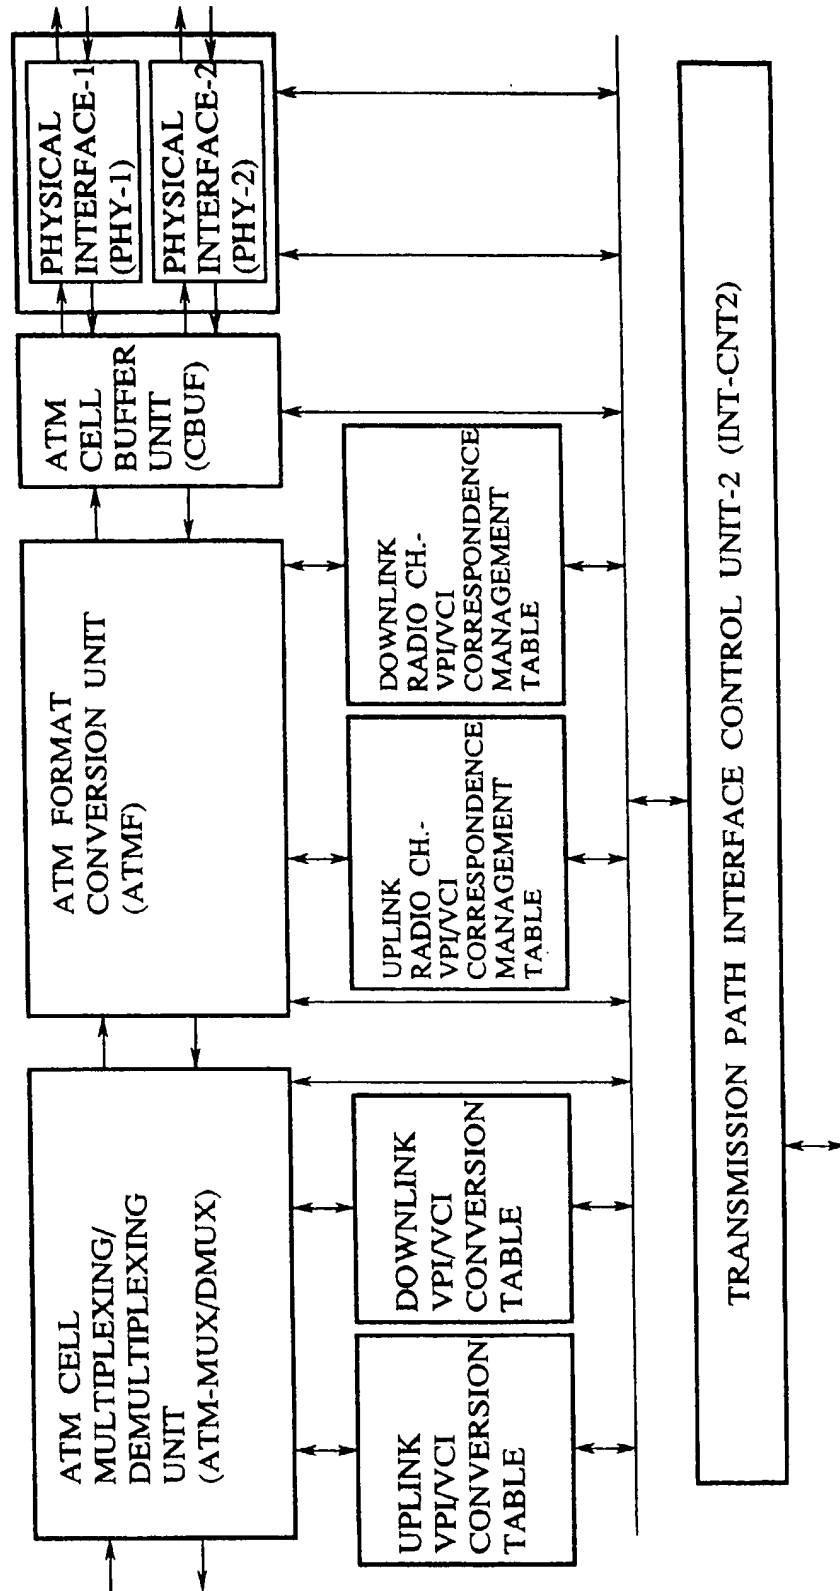 ATM CELL
MULTIPLEXING/
DEMULTIPLEXING
UNIT
(ATM-MUX/DMUX)
ATM FORMAT
CONVERSION UNIT
(ATMF)
ATM
CELL
BUFFER
UNIT
(CBUF)
PHYSICAL
INTERFACE-1
(PHY-1)
PHYSICAL
INTERFACE-2
(PHY-2)
UPLINK
VPI/VCI
CONVERSION
TABLE
DOWNLINK
VPI/VCI
CONVERSION
TABLE
UPLINK
RADIO CH.-
VPI/VCI
CORRESPONDENCE
MANAGEMENT
TABLE
DOWNLINK
RADIO CH.-
VPI/VCI
CORRESPONDENCE
MANAGEMENT
TABLE
TRANSMISSION PATH INTERFACE CONTROL UNIT-2 (INT-CNT2)